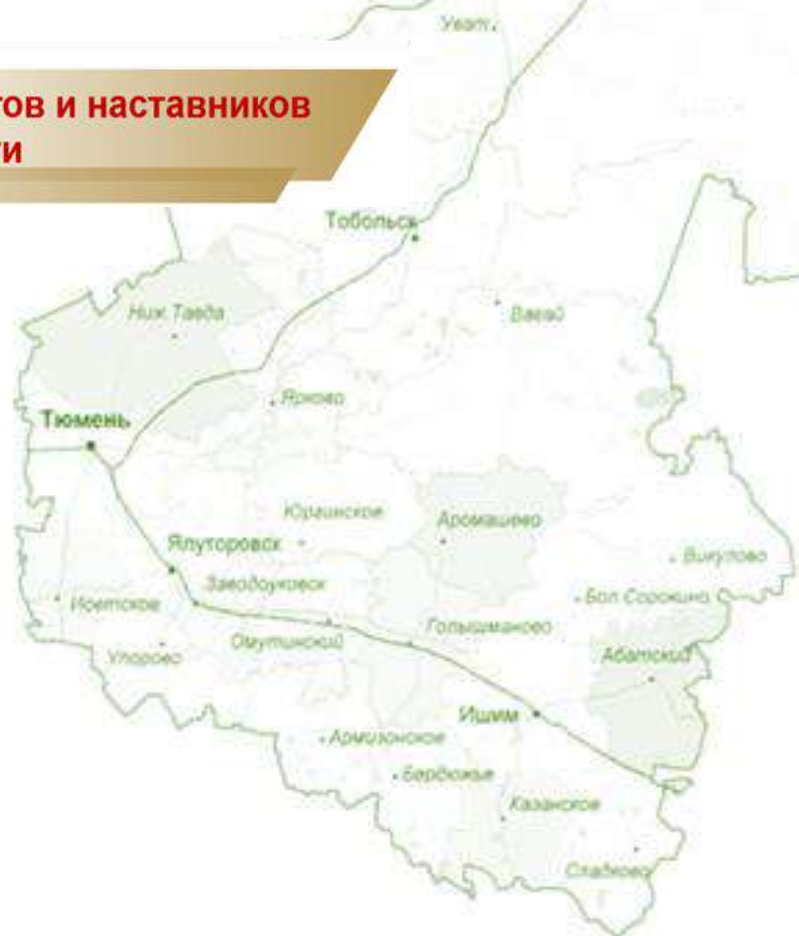 Уват
тов и наставников
ти
Тобольск
Ниж. Тавда
Вагай
Ярково
Тюмень
Юргинское
Аромашево
Ялуторовск
Викулово
Заводоуковск
Исетское
Бол. Сорокино
Омутинский
Голышманово
Упорово
Абатский
Ишим
Армизонское
Бердюжье
Казанское
Сладково